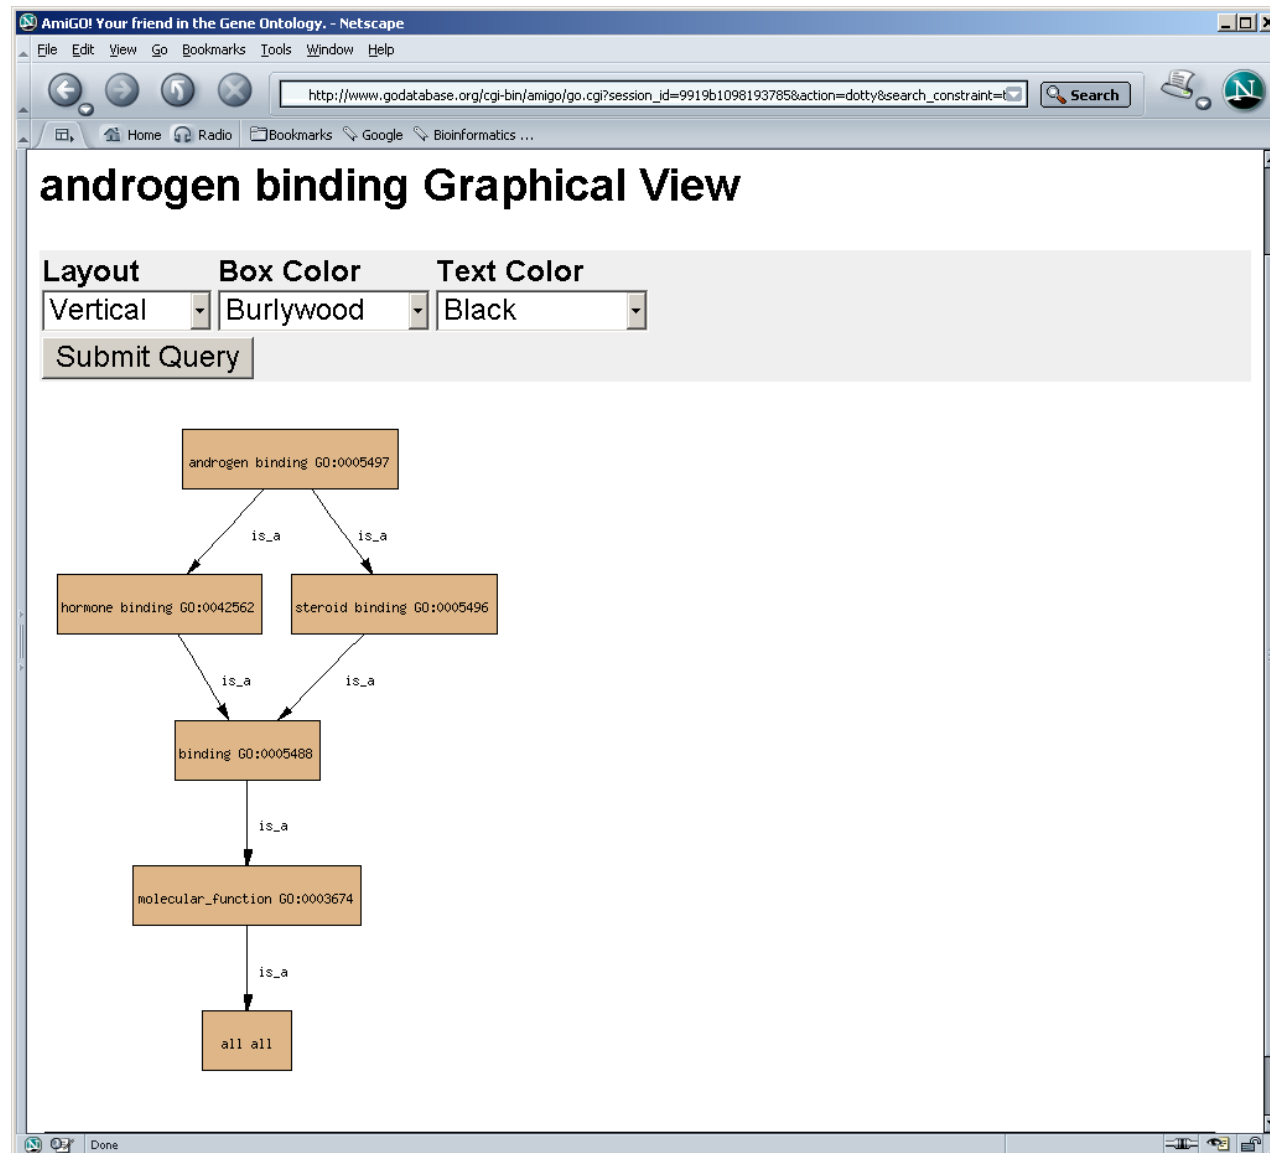 AmiGO! Your friend in the Gene Ontology. - Netscape
File Edit View Go Bookmarks Tools Window Help
http://www.godatabase.org/cgi-bin/amigo/go.cgi?session_id=9919b1098193785&action=dotty&search_constraint=t
Search
N
Home Radio Bookmarks Google Bioinformatics ...
androgen binding Graphical View
Layout Box Color Text Color
Vertical Burlywood Black
Submit Query
androgen binding GO:0005497
is_a is_a
hormone binding GO:0042562 steroid binding GO:0005496
is_a is_a
binding GO:0005488
is_a
molecular_function GO:0003674
is_a
all all
Done